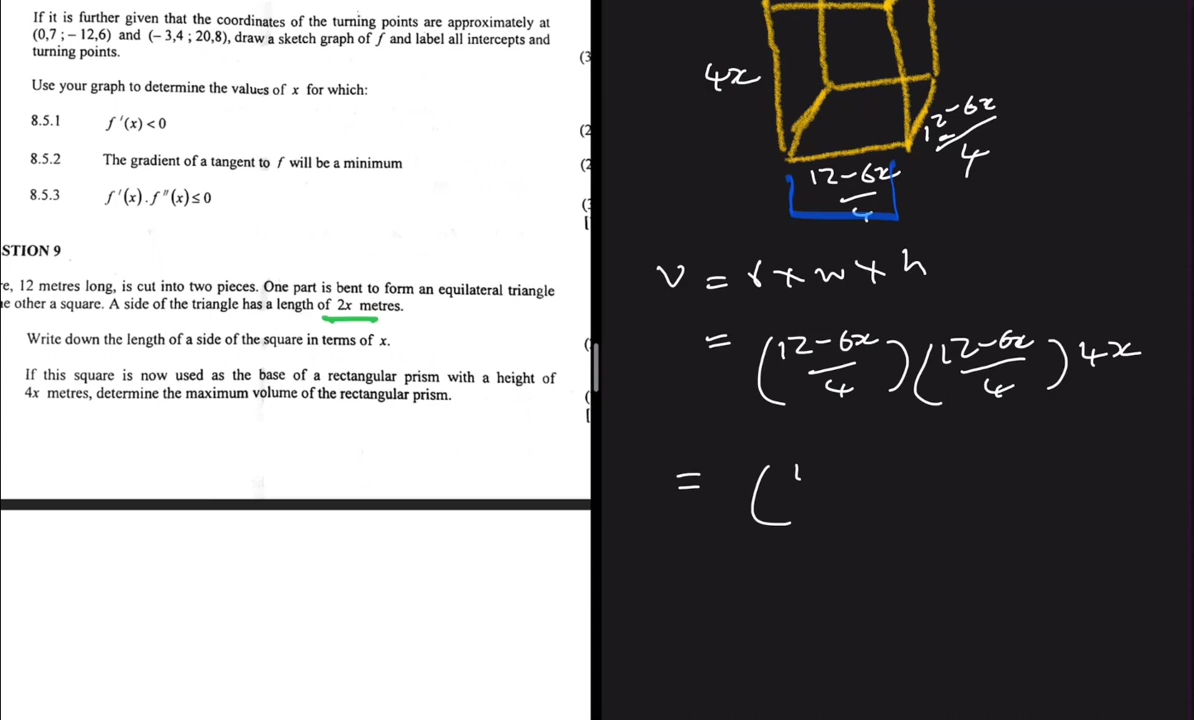 If it is further given that the coordinates of the turning points are approximately at
(0,7 ; – 12,6) and (– 3,4 ; 20,8), draw a sketch graph of f and label all intercepts and
turning points.
(3
Use your graph to determine the values of x for which:
8.5.1 f ′(x) < 0
(2
8.5.2 The gradient of a tangent to f will be a minimum
(2
8.5.3 f ′(x) . f ″(x) ≤ 0
(3
[
STION 9
e, 12 metres long, is cut into two pieces. One part is bent to form an equilateral triangle
e other a square. A side of the triangle has a length of 2x metres.
Write down the length of a side of the square in terms of x.
(
If this square is now used as the base of a rectangular prism with a height of
4x metres, determine the maximum volume of the rectangular prism.
(
[
4x
12-6x
4
12-6x
4
V = l x w x h
= (12-6x/4)(12-6x/4) 4x
= (1